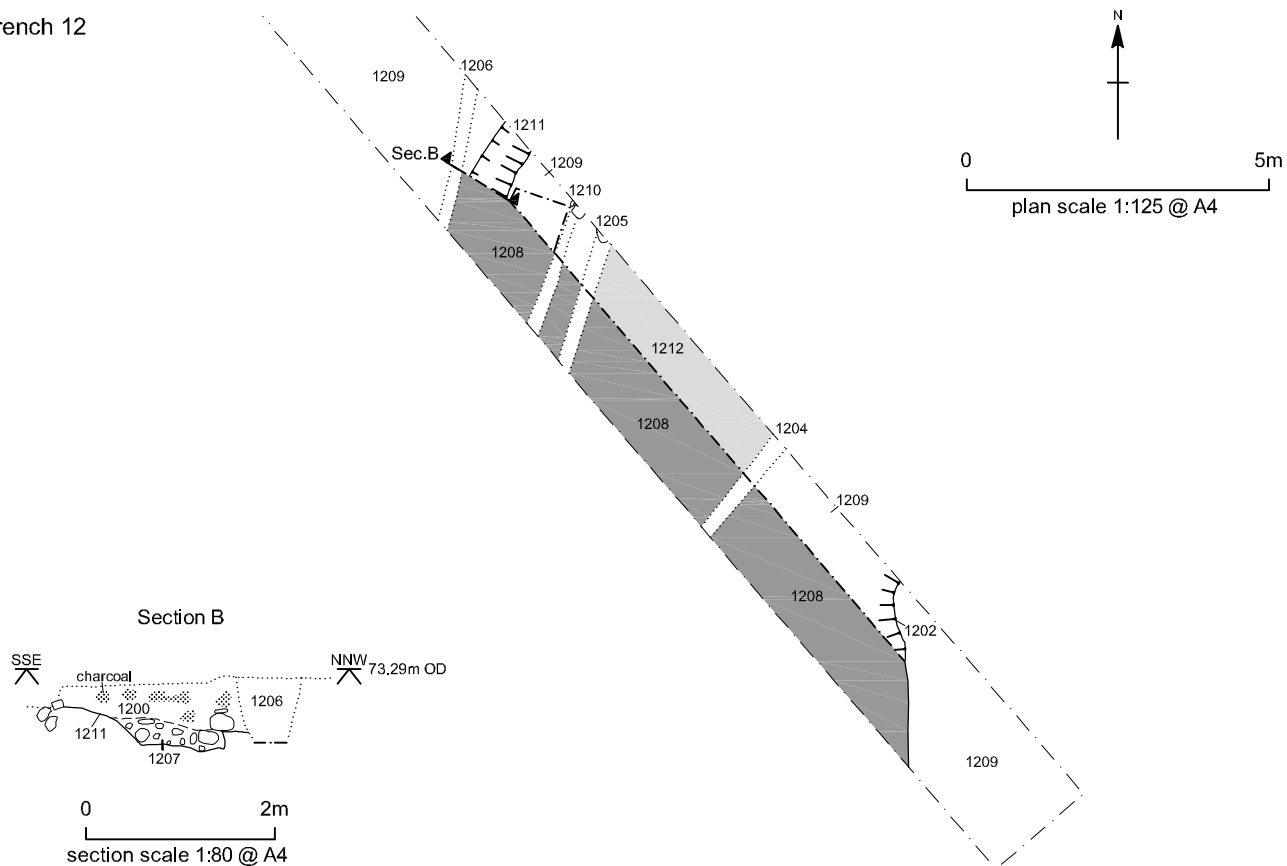 rench 12
N
0 5m
plan scale 1:125 @ A4
1209
1206
1211
Sec.B
1209
1210
1205
1208
1212
1208
1204
1209
1208
1202
1209
Section B
SSE
NNW 73.29m OD
charcoal
1206
1200
1211
1207
0 2m
section scale 1:80 @ A4